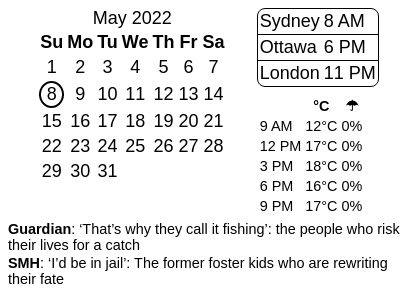 May 2022
Su Mo Tu We Th Fr Sa
1 2 3 4 5 6 7
8 9 10 11 12 13 14
15 16 17 18 19 20 21
22 23 24 25 26 27 28
29 30 31
Sydney 8 AM
Ottawa 6 PM
London 11 PM
°C ☂
9 AM 12°C 0%
12 PM 17°C 0%
3 PM 18°C 0%
6 PM 16°C 0%
9 PM 17°C 0%
Guardian: ‘That’s why they call it fishing’: the people who risk
their lives for a catch
SMH: ‘I’d be in jail’: The former foster kids who are rewriting
their fate